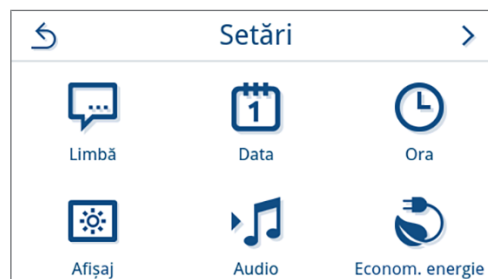 Setări
1
Limbă Data Ora
Afișaj Audio Econom. energie